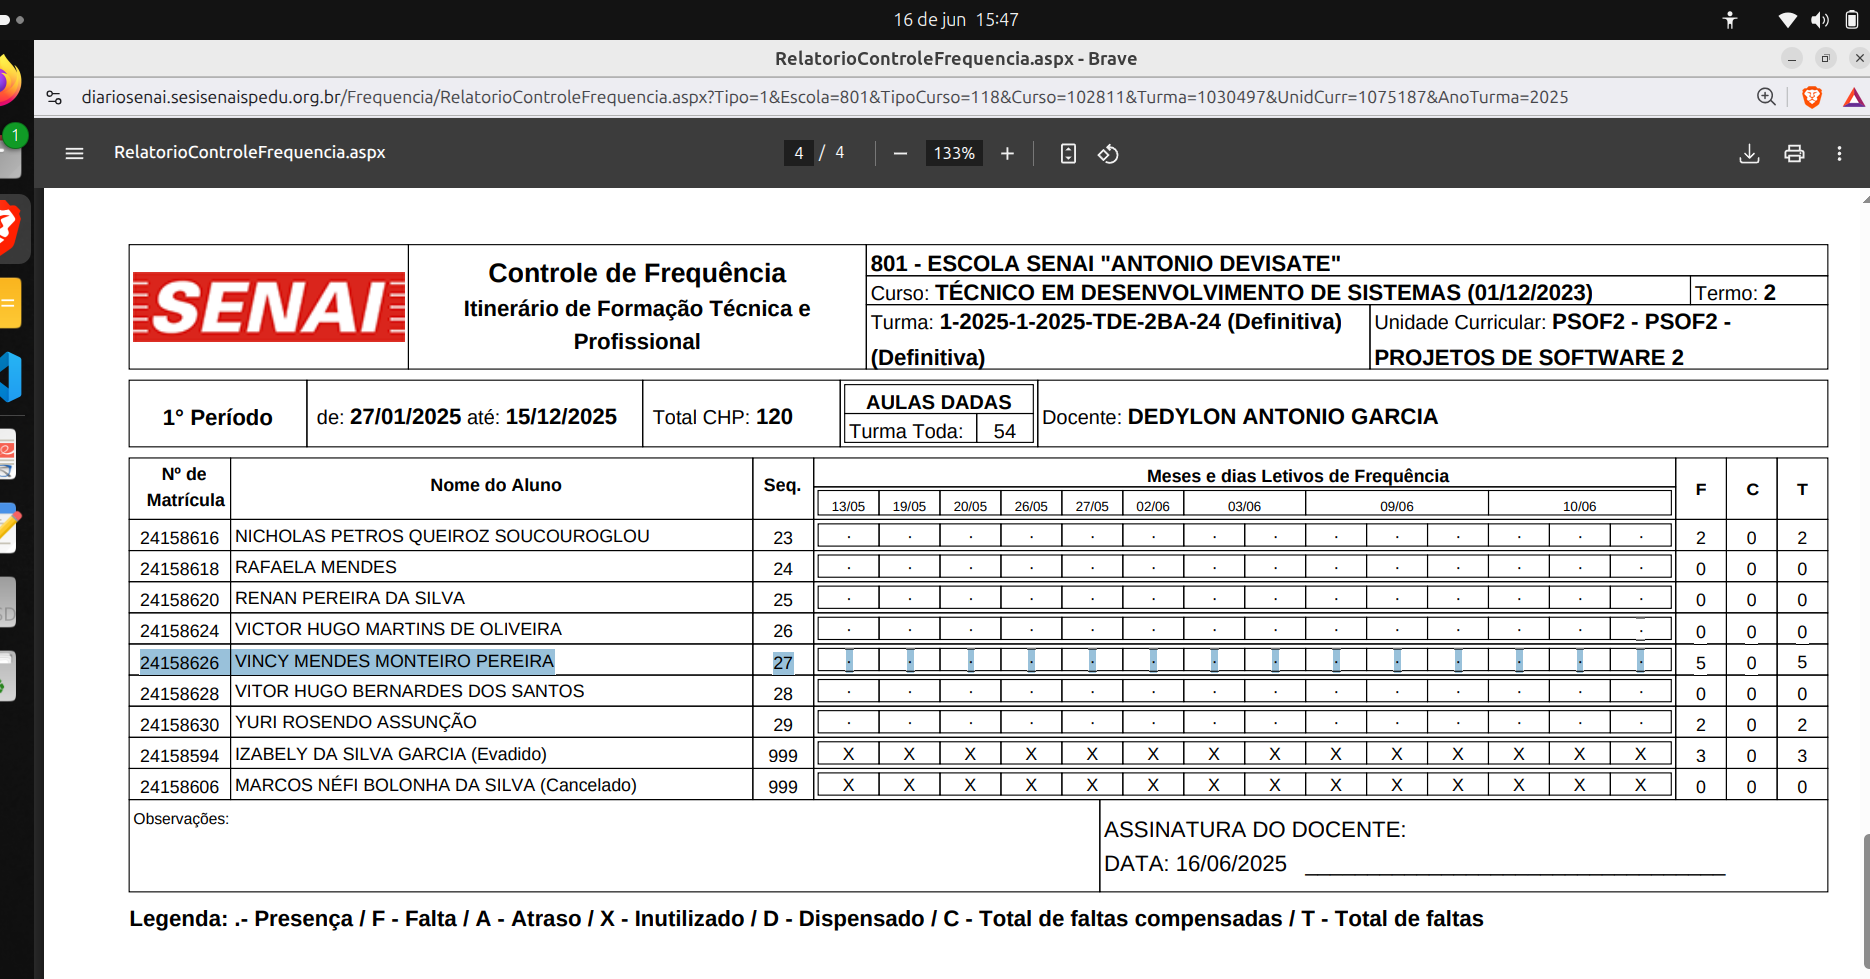 16 de jun 15:47
RelatorioControleFrequencia.aspx - Brave
diariosenai.sesisenaispedu.org.br/Frequencia/RelatorioControleFrequencia.aspx?Tipo=1&Escola=801&TipoCurso=118&Curso=102811&Turma=1030497&UnidCurr=1075187&AnoTurma=2025
1
RelatorioControleFrequencia.aspx 4 / 4 133%
SENAI
Controle de Frequência
Itinerário de Formação Técnica e
Profissional
801 - ESCOLA SENAI "ANTONIO DEVISATE"
Curso: TÉCNICO EM DESENVOLVIMENTO DE SISTEMAS (01/12/2023) Termo: 2
Turma: 1-2025-1-2025-TDE-2BA-24 (Definitiva)
(Definitiva)
Unidade Curricular: PSOF2 - PSOF2 -
PROJETOS DE SOFTWARE 2
1° Período de: 27/01/2025 até: 15/12/2025 Total CHP: 120
AULAS DADAS
Turma Toda: 54
Docente: DEDYLON ANTONIO GARCIA
Nº de
Matrícula
Nome do Aluno Seq. Meses e dias Letivos de Frequência F C T
13/05 19/05 20/05 26/05 27/05 02/06 03/06 09/06 10/06
24158616 NICHOLAS PETROS QUEIROZ SOUCOUROGLOU 23 . . . . . . . . . . . . . . 2 0 2
24158618 RAFAELA MENDES 24 . . . . . . . . . . . . . . 0 0 0
24158620 RENAN PEREIRA DA SILVA 25 . . . . . . . . . . . . . . 0 0 0
24158624 VICTOR HUGO MARTINS DE OLIVEIRA 26 . . . . . . . . . . . . . . 0 0 0
24158626 VINCY MENDES MONTEIRO PEREIRA 27 . . . . . . . . . . . . . . 5 0 5
24158628 VITOR HUGO BERNARDES DOS SANTOS 28 . . . . . . . . . . . . . . 0 0 0
24158630 YURI ROSENDO ASSUNÇÃO 29 . . . . . . . . . . . . . . 2 0 2
24158594 IZABELY DA SILVA GARCIA (Evadido) 999 X X X X X X X X X X X X X X 3 0 3
24158606 MARCOS NÉFI BOLONHA DA SILVA (Cancelado) 999 X X X X X X X X X X X X X X 0 0 0
Observações:
ASSINATURA DO DOCENTE:
DATA: 16/06/2025
Legenda: .- Presença / F - Falta / A - Atraso / X - Inutilizado / D - Dispensado / C - Total de faltas compensadas / T - Total de faltas